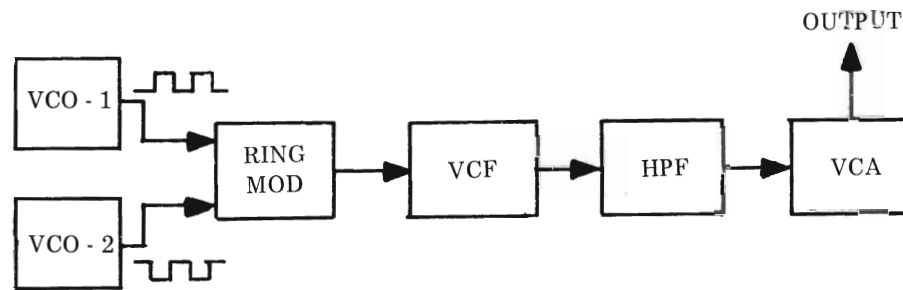 OUTPUT
VCO - 1
RING
MOD
VCF
HPF
VCA
VCO - 2